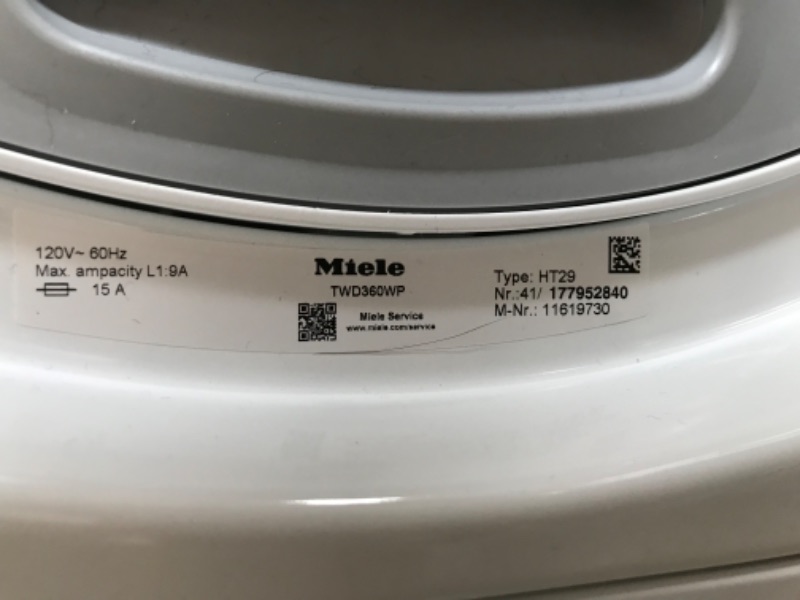 120V~ 60Hz
Max. ampacity L1:9A
15 A
Miele
TWD360WP
Miele Service
www.miele.com/service
Type: HT29
Nr.:41/ 177952840
M-Nr.: 11619730